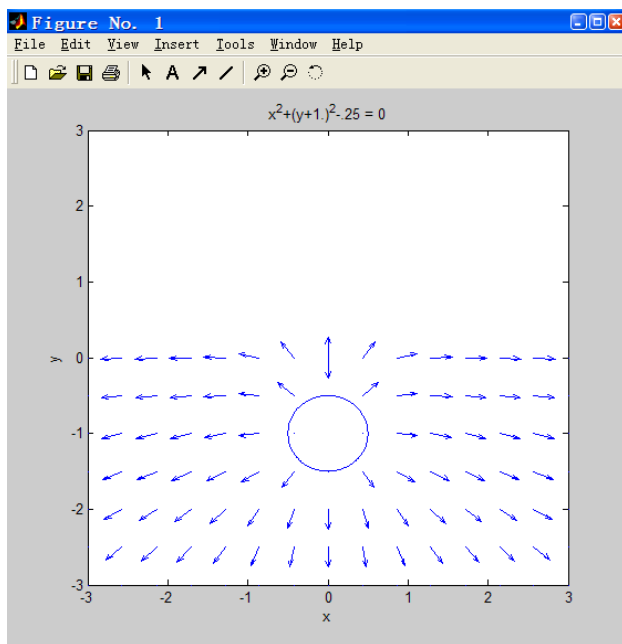 Figure No. 1
File Edit View Insert Tools Window Help
A
x²+(y+1.)²-.25 = 0
3
2
1
0
-1
-2
-3
y
-3 -2 -1 0 1 2 3
x